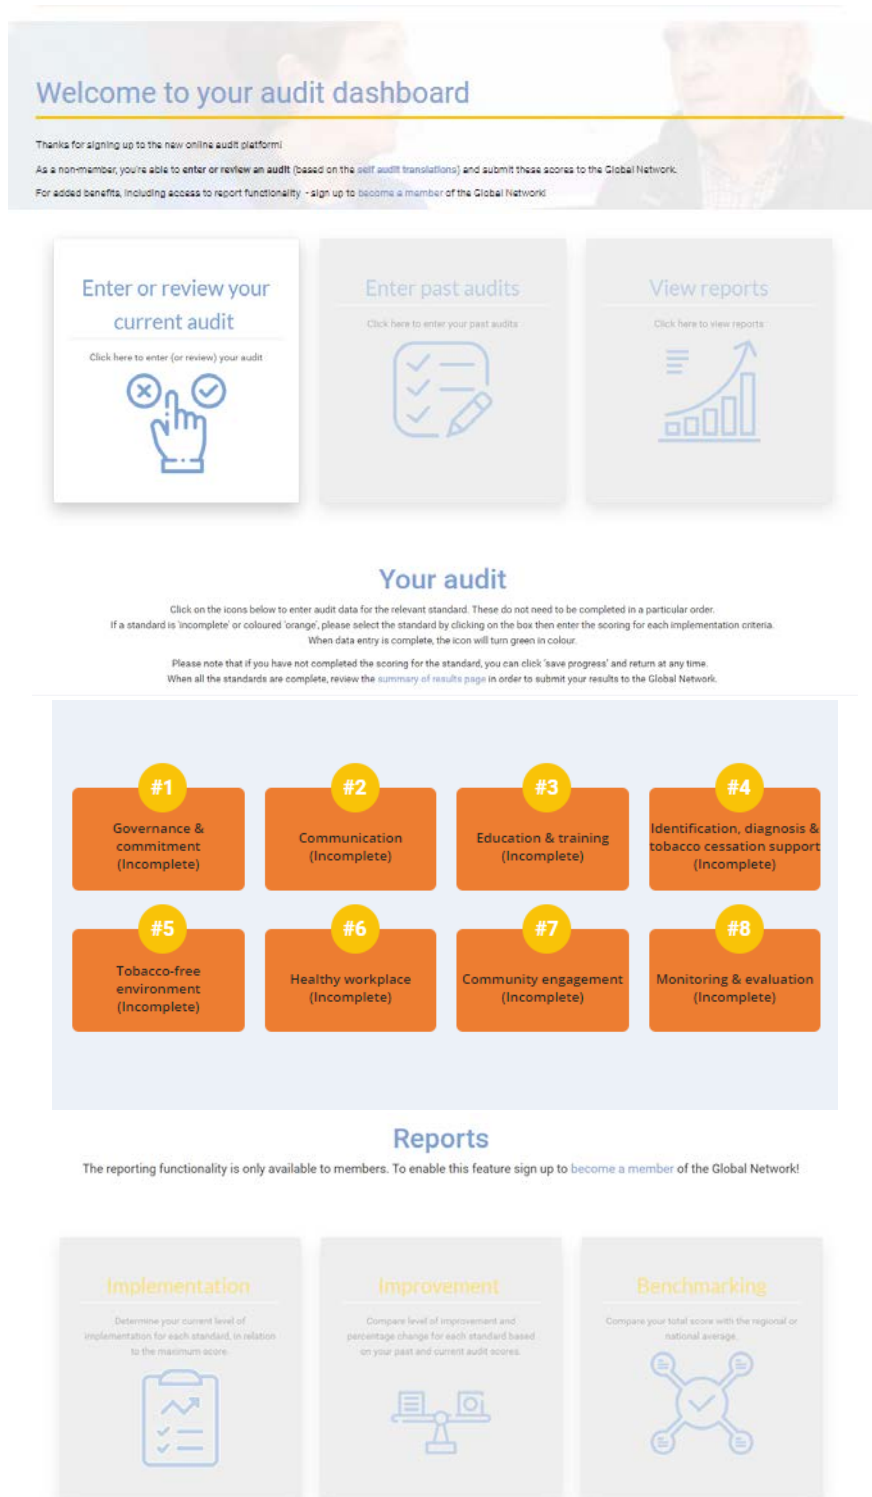 Welcome to your audit dashboard
Thanks for signing up to the new online audit platform!
As a non-member, you're able to enter or review an audit (based on the self audit translations) and submit these scores to the Global Network.
For added benefits, including access to report functionality - sign up to become a member of the Global Network!
Enter or review your
current audit
Click here to enter (or review) your audit
Enter past audits
Click here to enter your past audits
View reports
Click here to view reports
Your audit
Click on the icons below to enter audit data for the relevant standard. These do not need to be completed in a particular order.
If a standard is 'incomplete' or coloured 'orange', please select the standard by clicking on the box then enter the scoring for each implementation criteria.
When data entry is complete, the icon will turn green in colour.
Please note that if you have not completed the scoring for the standard, you can click 'save progress' and return at any time.
When all the standards are complete, review the summary of results page in order to submit your results to the Global Network.
#1
Governance &
commitment
(Incomplete)
#2
Communication
(Incomplete)
#3
Education & training
(Incomplete)
#4
Identification, diagnosis &
tobacco cessation support
(Incomplete)
#5
Tobacco-free
environment
(Incomplete)
#6
Healthy workplace
(Incomplete)
#7
Community engagement
(Incomplete)
#8
Monitoring & evaluation
(Incomplete)
Reports
The reporting functionality is only available to members. To enable this feature sign up to become a member of the Global Network!
Implementation
Determine your current level of
implementation for each standard, in relation
to the maximum score.
Improvement
Compare level of improvement and
percentage change for each standard based
on your past and current audit scores.
Benchmarking
Compare your total score with the regional or
national average.